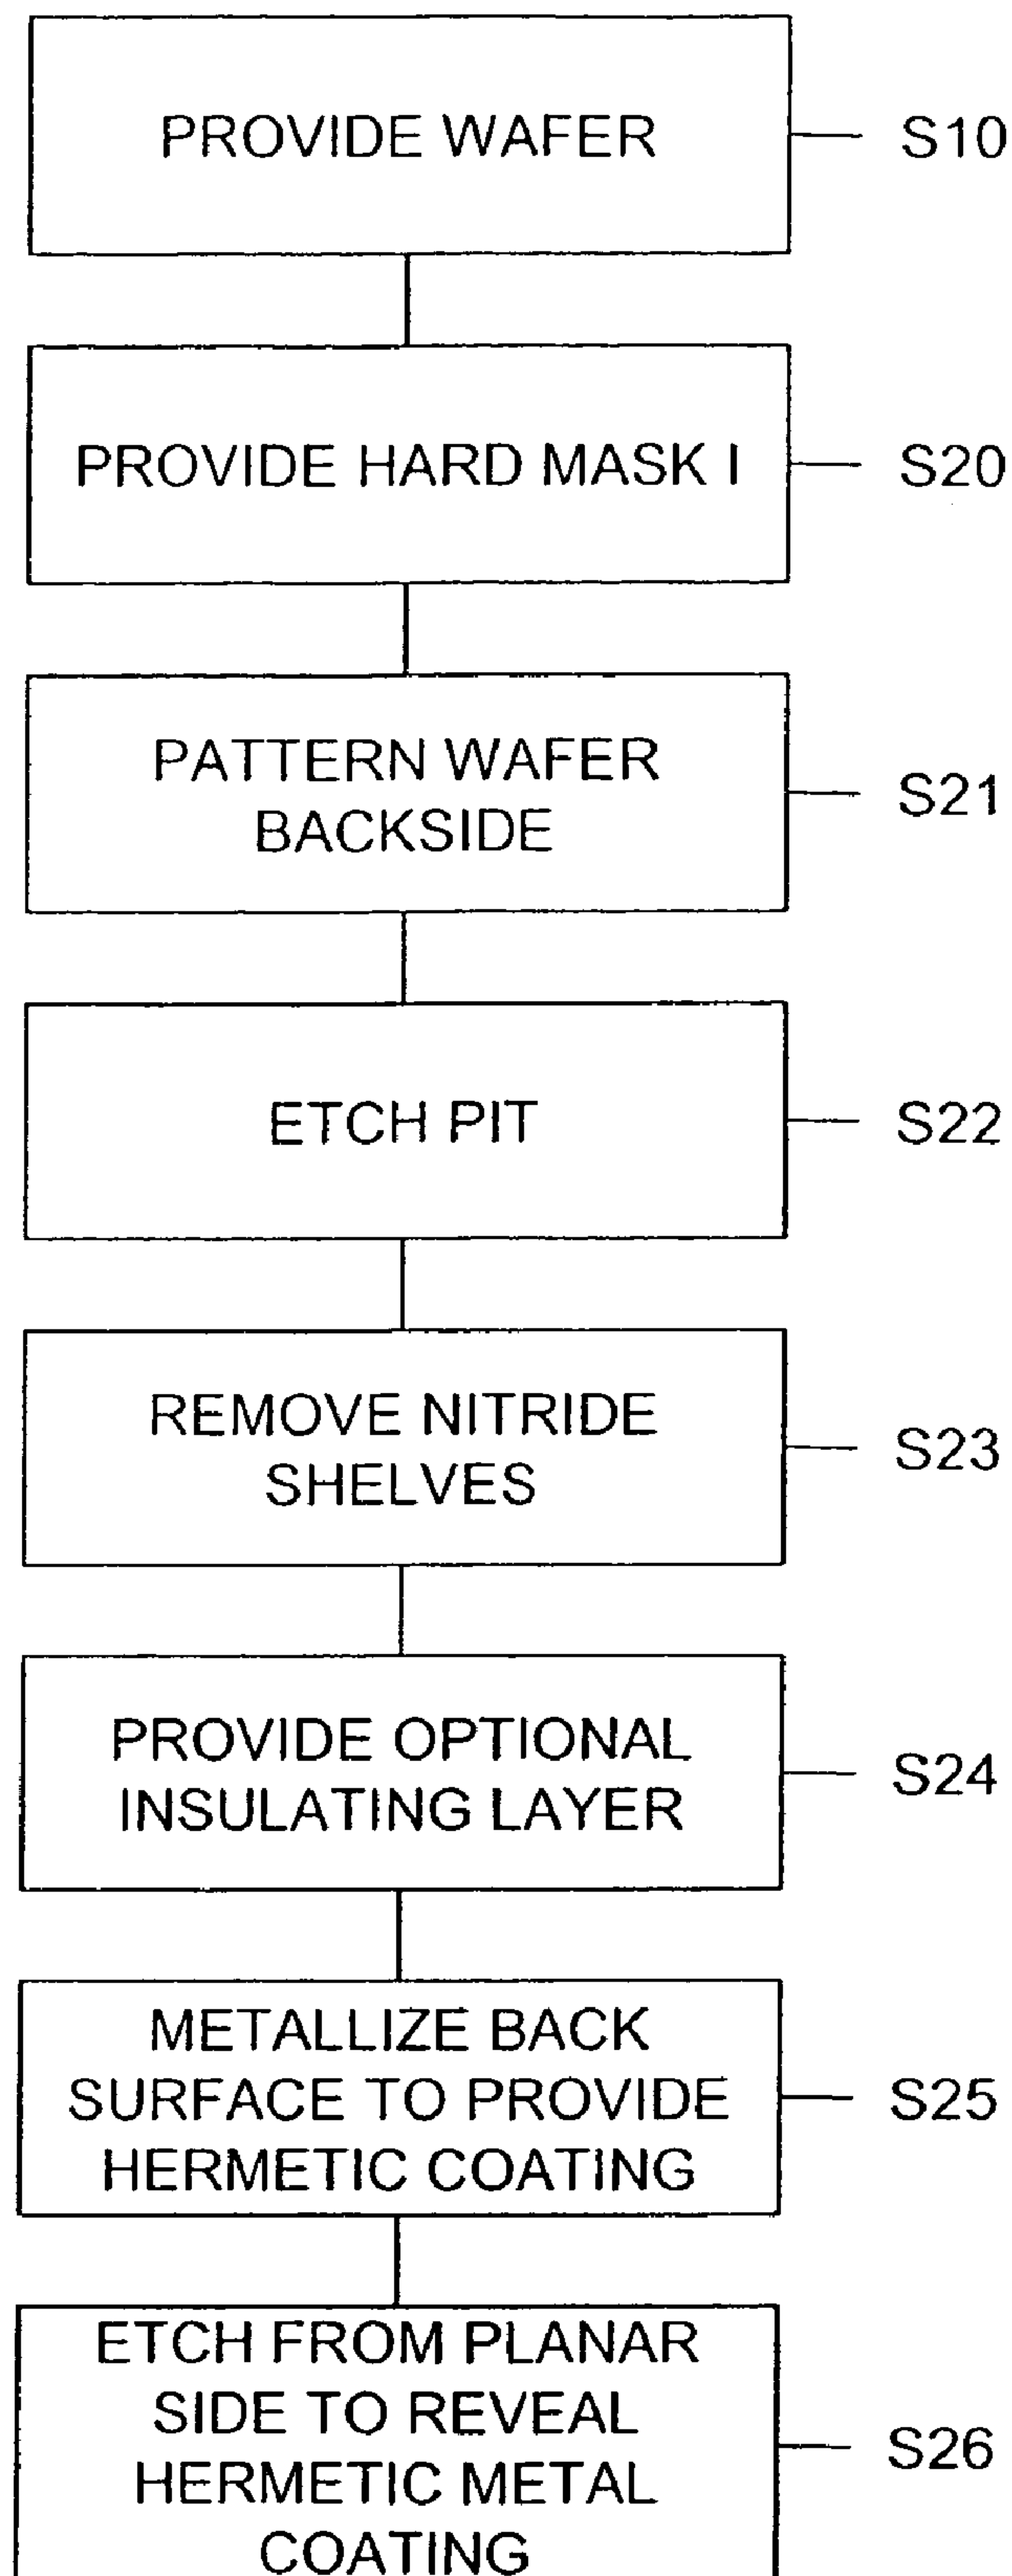 PROVIDE WAFER
S10
PROVIDE HARD MASK I
S20
PATTERN WAFER
BACKSIDE
S21
ETCH PIT
S22
REMOVE NITRIDE
SHELVES
S23
PROVIDE OPTIONAL
INSULATING LAYER
S24
METALLIZE BACK
SURFACE TO PROVIDE
HERMETIC COATING
S25
ETCH FROM PLANAR
SIDE TO REVEAL
HERMETIC METAL
COATING
S26